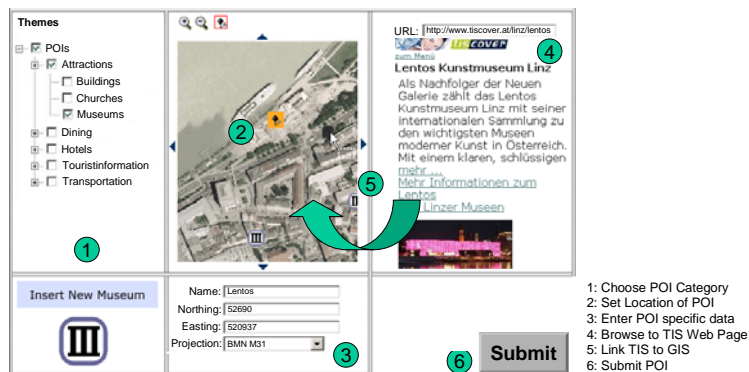 Themes
POIs
Attractions
Buildings
Churches
Museums
Dining
Hotels
Touristinformation
Transportation
1
2
5
URL: http://www.tiscover.at/linz/lentos
TISCOVER
4
zum Menü
Lentos Kunstmuseum Linz
Als Nachfolger der Neuen
Galerie zählt das Lentos
Kunstmuseum Linz mit seiner
internationalen Sammlung zu
den wichtigsten Museen
moderner Kunst in Österreich.
Mit einem klaren, schlüssigen
mehr ...
Mehr Informationen zum
Lentos
Linzer Museen
Insert New Museum
Name: Lentos
Northing: 52690
Easting: 520937
Projection: BMN M31
3
6
Submit
1: Choose POI Category
2: Set Location of POI
3: Enter POI specific data
4: Browse to TIS Web Page
5: Link TIS to GIS
6: Submit POI